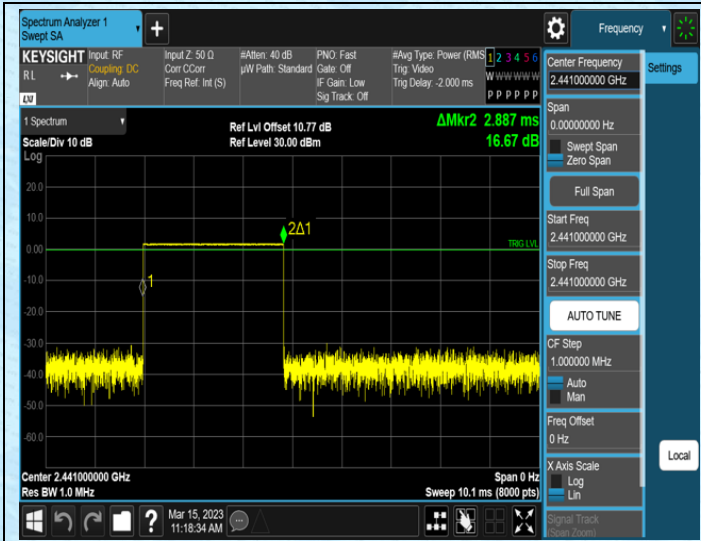 Spectrum Analyzer 1
Swept SA
+
Frequency
KEYSIGHT
RL
Input: RF
Coupling: DC
Align: Auto
Input Z: 50 Ω
Corr CCorr
Freq Ref: Int (S)
#Atten: 40 dB
µW Path: Standard
PNO: Fast
Gate: Off
IF Gain: Low
Sig Track: Off
#Avg Type: Power (RMS
Trig: Video
Trig Delay: -2.000 ms
1 2 3 4 5 6
W W W W W W
P P P P P P
LXI
1 Spectrum
Scale/Div 10 dB
Ref Lvl Offset 10.77 dB
Ref Level 30.00 dBm
ΔMkr2 2.887 ms
16.67 dB
Log
20.0
10.0
0.00
-10.0
-20.0
-30.0
-40.0
-50.0
-60.0
2Δ1
TRIG LVL
1
Center 2.441000000 GHz
Res BW 1.0 MHz
Span 0 Hz
Sweep 10.1 ms (8000 pts)
?
Mar 15, 2023
11:18:34 AM
Center Frequency
2.441000000 GHz
Settings
Span
0.00000000 Hz
Swept Span
Zero Span
Full Span
Start Freq
2.441000000 GHz
Stop Freq
2.441000000 GHz
AUTO TUNE
CF Step
1.000000 MHz
Auto
Man
Freq Offset
0 Hz
X Axis Scale
Log
Lin
Local
Signal Track
(Span Zoom)